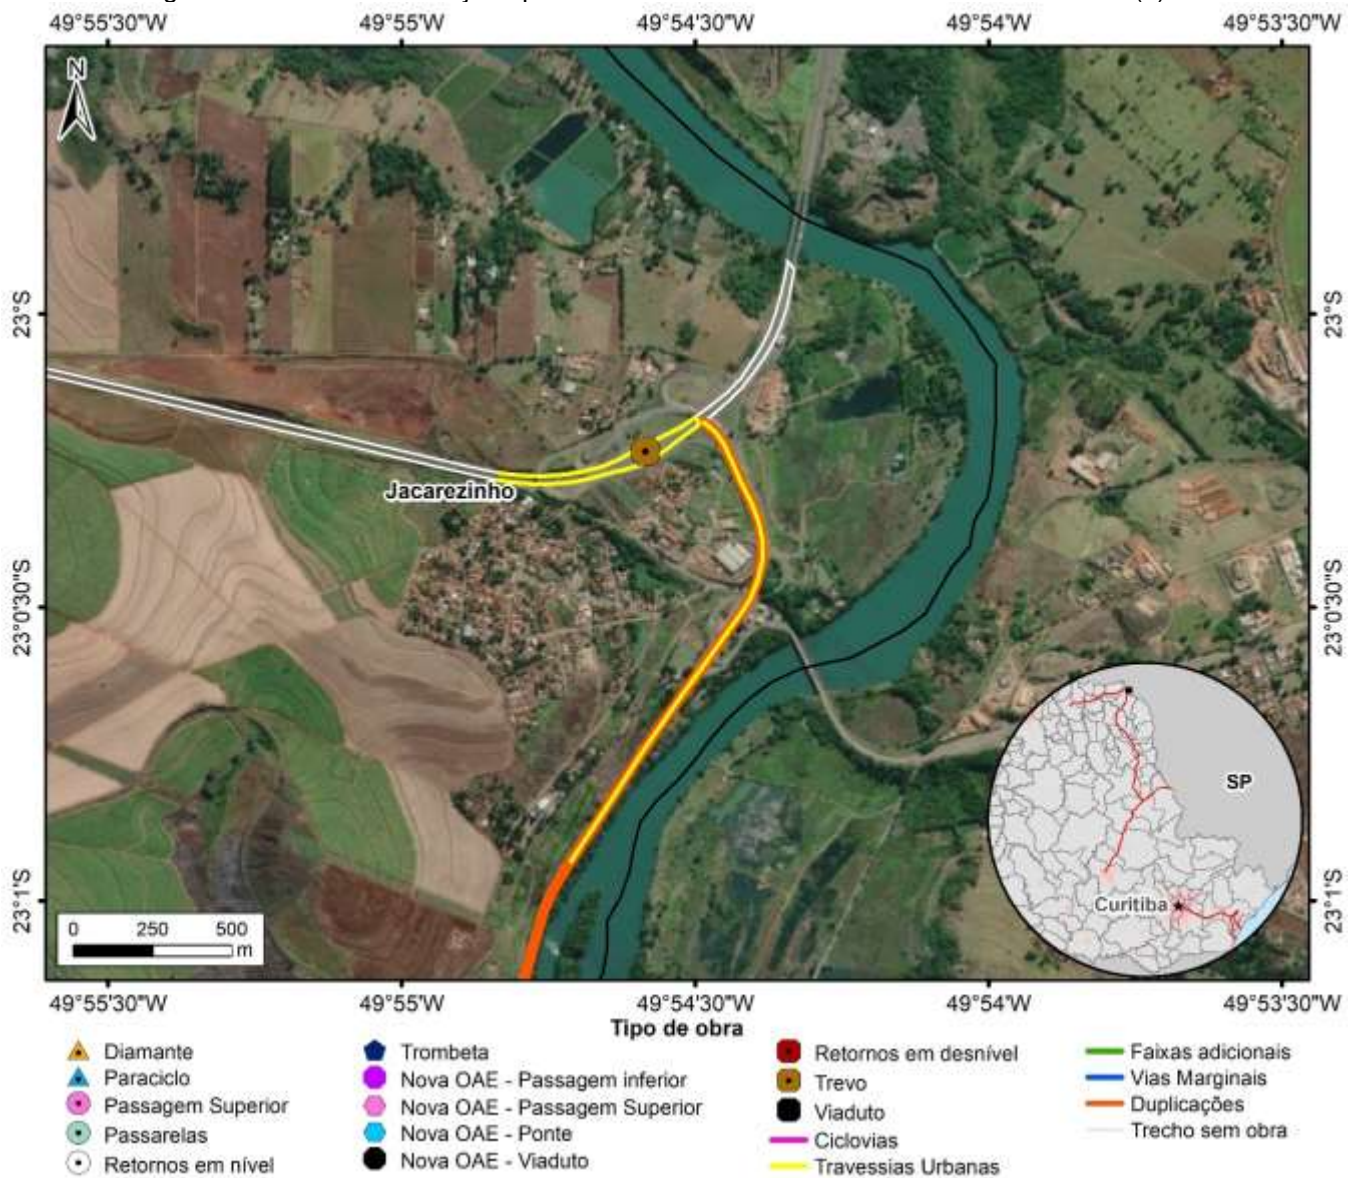 49°55'30"W 49°55'W 49°54'30"W 49°54'W 49°53'30"W
N
23°S 23°S
Jacarezinho
23°0'30"S 23°0'30"S
SP
Curitiba
23°1'S 23°1'S
0 250 500
m
49°55'30"W 49°55'W 49°54'30"W 49°54'W 49°53'30"W
Tipo de obra
Diamante
Paraciclo
Passagem Superior
Passarelas
Retornos em nível
Trombeta
Nova OAE - Passagem inferior
Nova OAE - Passagem Superior
Nova OAE - Ponte
Nova OAE - Viaduto
Retornos em desnível
Trevo
Viaduto
Ciclovias
Travessias Urbanas
Faixas adicionais
Vias Marginais
Duplicações
Trecho sem obra